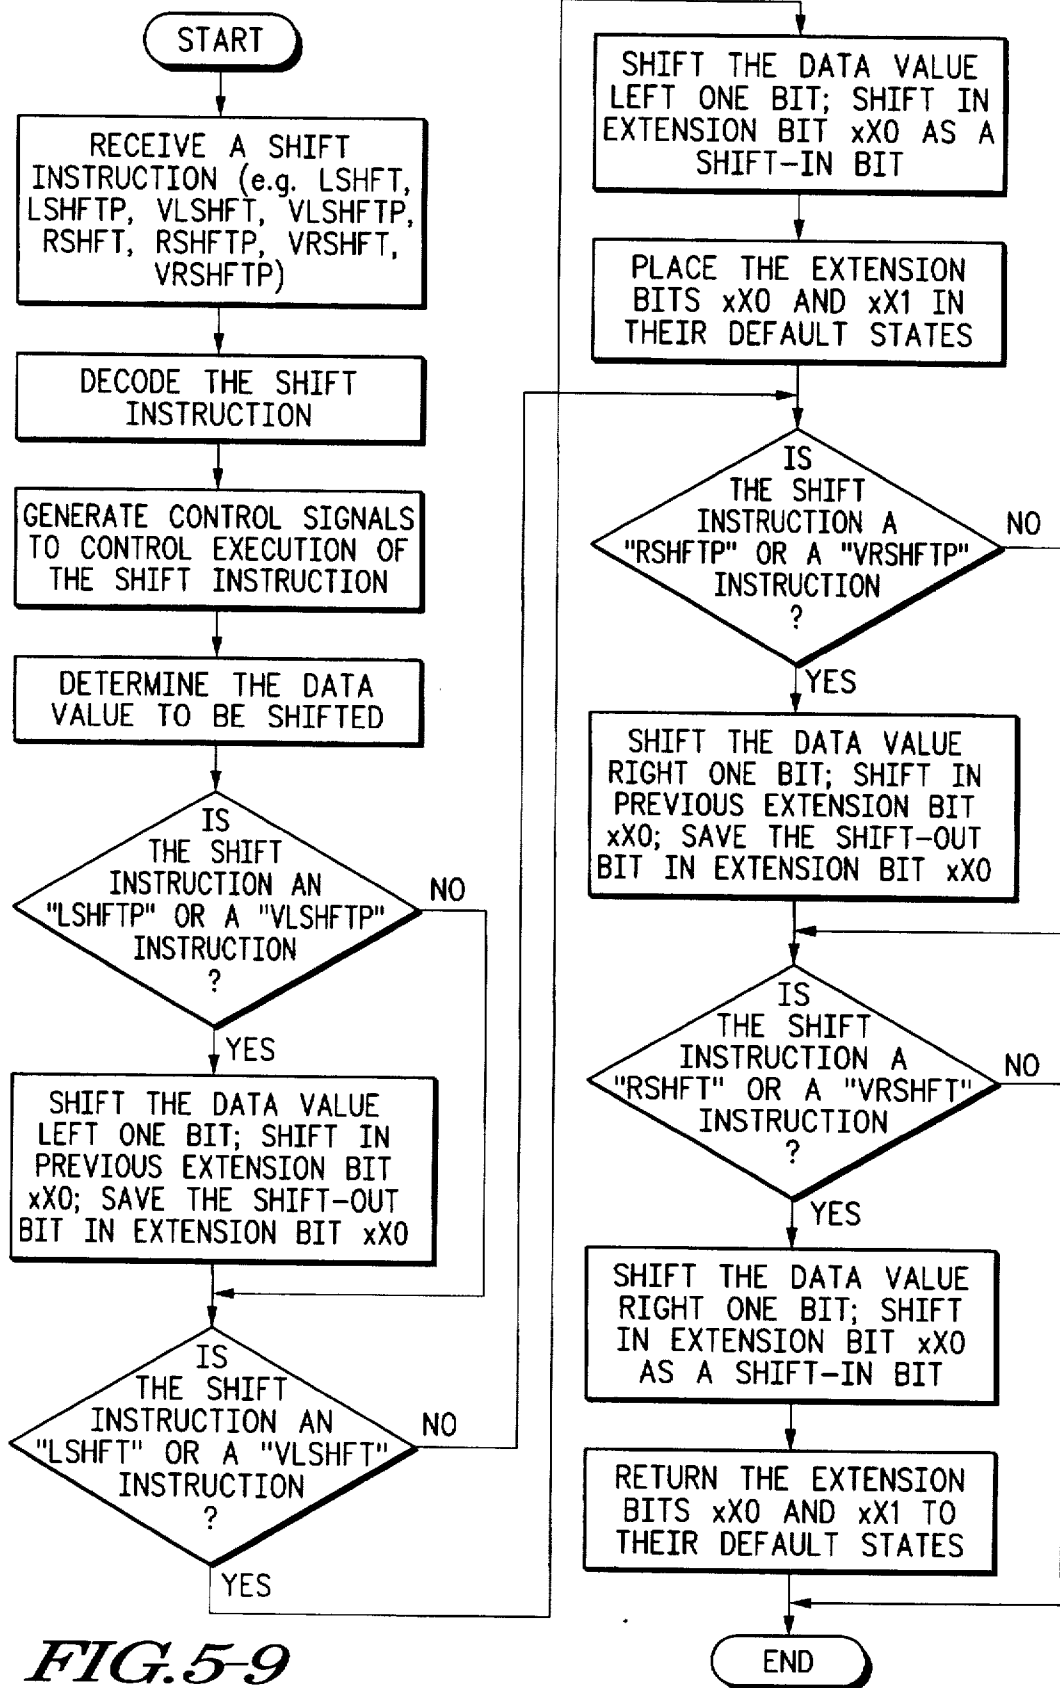 START
RECEIVE A SHIFT
INSTRUCTION (e.g. LSHFT,
LSHFTP, VLSHFT, VLSHFTP,
RSHFT, RSHFTP, VRSHFT,
VRSHFTP)
DECODE THE SHIFT
INSTRUCTION
GENERATE CONTROL SIGNALS
TO CONTROL EXECUTION OF
THE SHIFT INSTRUCTION
DETERMINE THE DATA
VALUE TO BE SHIFTED
IS
THE SHIFT
INSTRUCTION AN
"LSHFTP" OR A "VLSHFTP"
INSTRUCTION
?
NO
YES
SHIFT THE DATA VALUE
LEFT ONE BIT; SHIFT IN
PREVIOUS EXTENSION BIT
xX0; SAVE THE SHIFT-OUT
BIT IN EXTENSION BIT xX0
IS
THE SHIFT
INSTRUCTION AN
"LSHFT" OR A "VLSHFT"
INSTRUCTION
?
NO
YES
SHIFT THE DATA VALUE
LEFT ONE BIT; SHIFT IN
EXTENSION BIT xX0 AS A
SHIFT-IN BIT
PLACE THE EXTENSION
BITS xX0 AND xX1 IN
THEIR DEFAULT STATES
IS
THE SHIFT
INSTRUCTION A
"RSHFTP" OR A "VRSHFTP"
INSTRUCTION
?
NO
YES
SHIFT THE DATA VALUE
RIGHT ONE BIT; SHIFT IN
PREVIOUS EXTENSION BIT
xX0; SAVE THE SHIFT-OUT
BIT IN EXTENSION BIT xX0
IS
THE SHIFT
INSTRUCTION A
"RSHFT" OR A "VRSHFT"
INSTRUCTION
?
NO
YES
SHIFT THE DATA VALUE
RIGHT ONE BIT; SHIFT
IN EXTENSION BIT xX0
AS A SHIFT-IN BIT
RETURN THE EXTENSION
BITS xX0 AND xX1 TO
THEIR DEFAULT STATES
END
FIG.5-9